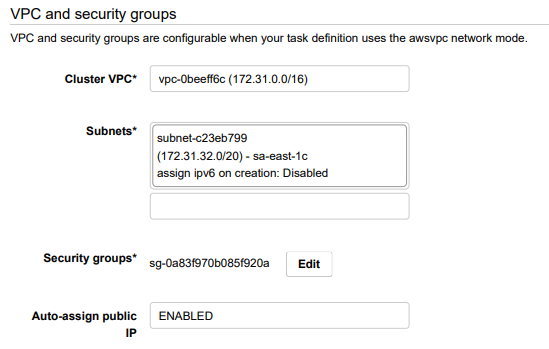 VPC and security groups
VPC and security groups are configurable when your task definition uses the awsvpc network mode.
Cluster VPC* vpc-0beeff6c (172.31.0.0/16)
Subnets* subnet-c23eb799
(172.31.32.0/20) - sa-east-1c
assign ipv6 on creation: Disabled
Security groups* sg-0a83f970b085f920a Edit
Auto-assign public ENABLED
IP